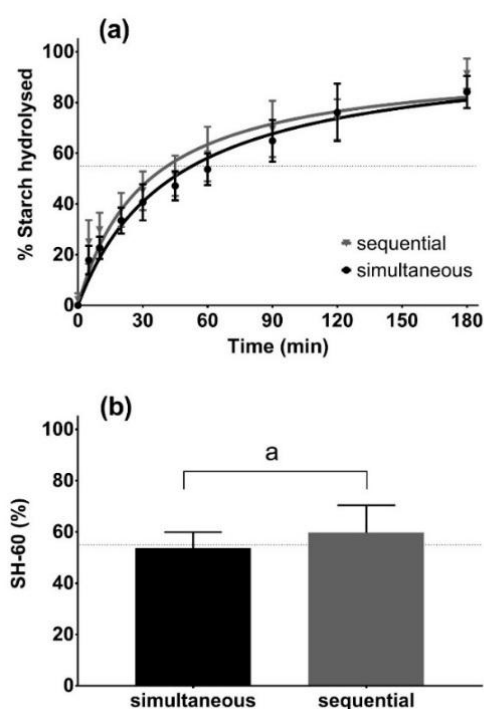 (a)
% Starch hydrolysed
100
80
60
40
20
0
sequential
simultaneous
0 30 60 90 120 150 180
Time (min)
(b)
SH-60 (%)
100
80
60
40
20
0
a
simultaneous sequential